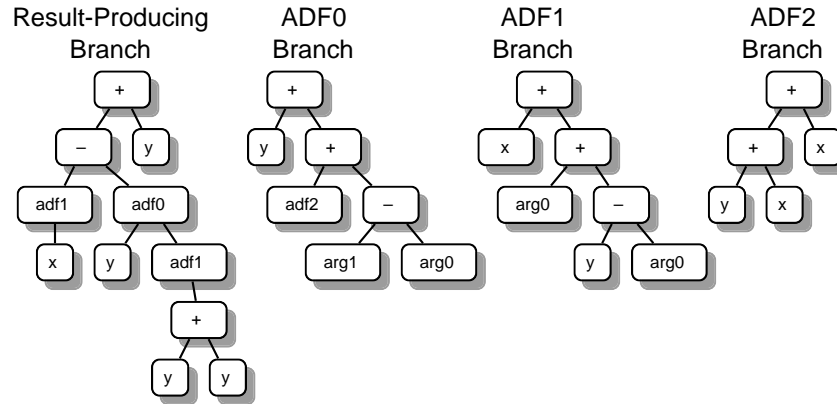 Result-Producing Branch
ADF0 Branch
ADF1 Branch
ADF2 Branch
+
+
+
+
– y
y +
x +
+ x
adf1 adf0
adf2 –
arg0 –
y x
x y adf1
arg1 arg0
y arg0
+
y y